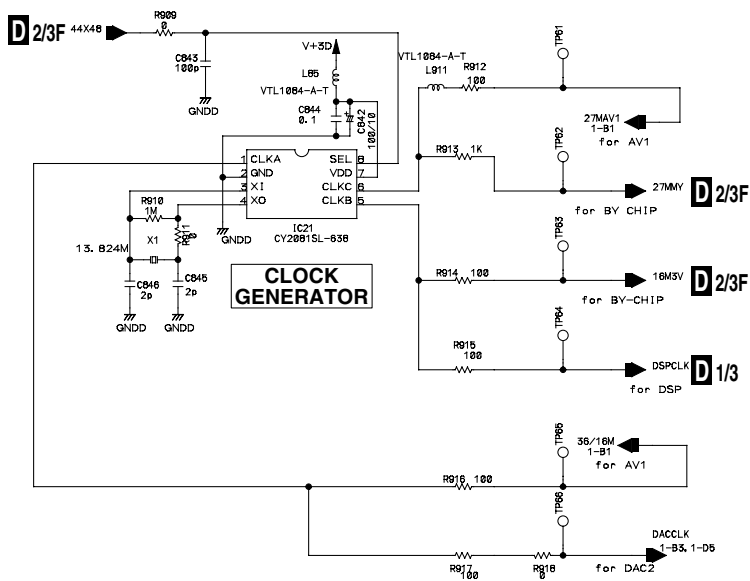 D 2/3F 44X48
R909
0
C843
100p
GNDD
V+3D
L85
VTL1084-A-T
C844
0.1
C842
100/10
VTL1084-A-T
L911
R912
100
TP61
27MAV1
1-B1
for AV1
R913 1K
TP62
27MMY D 2/3F
for BY CHIP
1 CLKA SEL 8
2 GND VDD 7
3 XI CLKC 6
4 XO CLKB 5
IC21
CY2081SL-638
GNDD
R910
1M
R911
0
X1
13.824M
C846
2p
C845
2p
GNDD
GNDD
CLOCK
GENERATOR
TP63
R914 100
16M3V D 2/3F
for BY-CHIP
TP64
R915
100
DSPCLK D 1/3
for DSP
TP65
36/16M
1-B1
for AV1
R916 100
TP66
DACCLK
1-B3, 1-D5
R917
100
R918
0
for DAC2